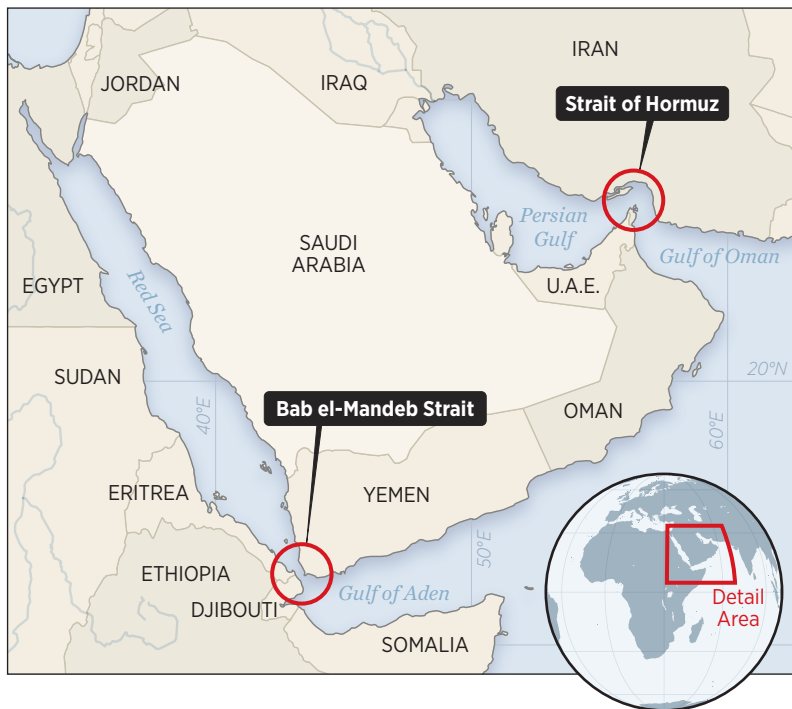 IRAN
JORDAN
IRAQ
Strait of Hormuz
Persian
Gulf
SAUDI
ARABIA
Gulf of Oman
EGYPT
Red Sea
U.A.E.
SUDAN
20°N
40°E
Bab el-Mandeb Strait
OMAN
60°E
ERITREA
YEMEN
50°E
ETHIOPIA
Gulf of Aden
DJIBOUTI
SOMALIA
Detail
Area